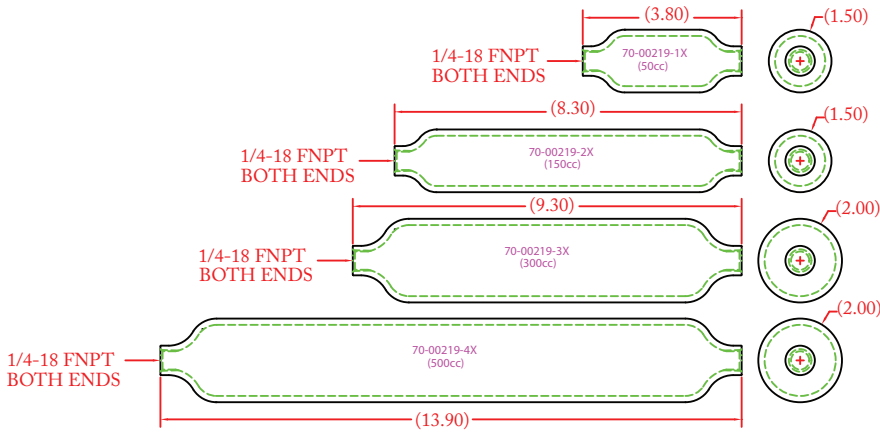 (3.80)
(1.50)
1/4-18 FNPT
BOTH ENDS
70-00219-1X
(50cc)
(8.30)
(1.50)
1/4-18 FNPT
BOTH ENDS
70-00219-2X
(150cc)
(9.30)
(2.00)
1/4-18 FNPT
BOTH ENDS
70-00219-3X
(300cc)
(2.00)
1/4-18 FNPT
BOTH ENDS
70-00219-4X
(500cc)
(13.90)